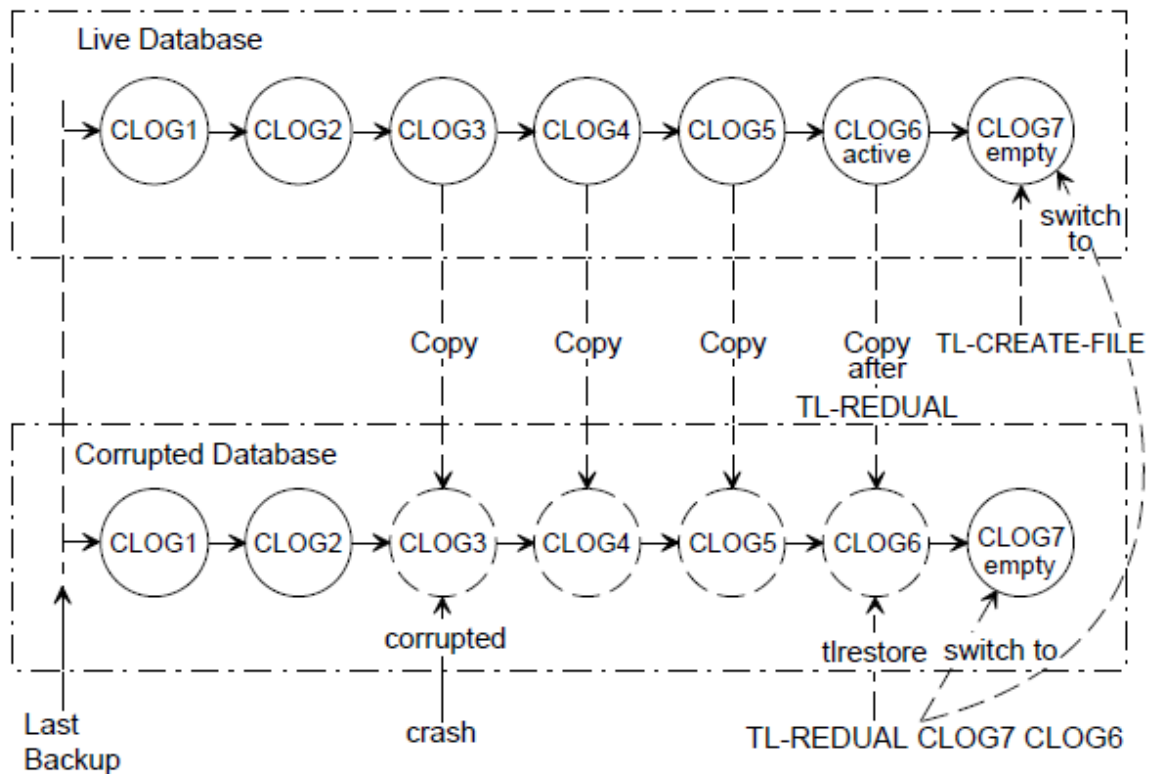 Live Database
CLOG1
CLOG2
CLOG3
CLOG4
CLOG5
CLOG6
active
CLOG7
empty
switch
to
Copy
Copy
Copy
Copy
after
TL-REDUAL
TL-CREATE-FILE
Corrupted Database
CLOG1
CLOG2
CLOG3
CLOG4
CLOG5
CLOG6
CLOG7
empty
corrupted
tlrestore
switch to
Last
Backup
crash
TL-REDUAL CLOG7 CLOG6